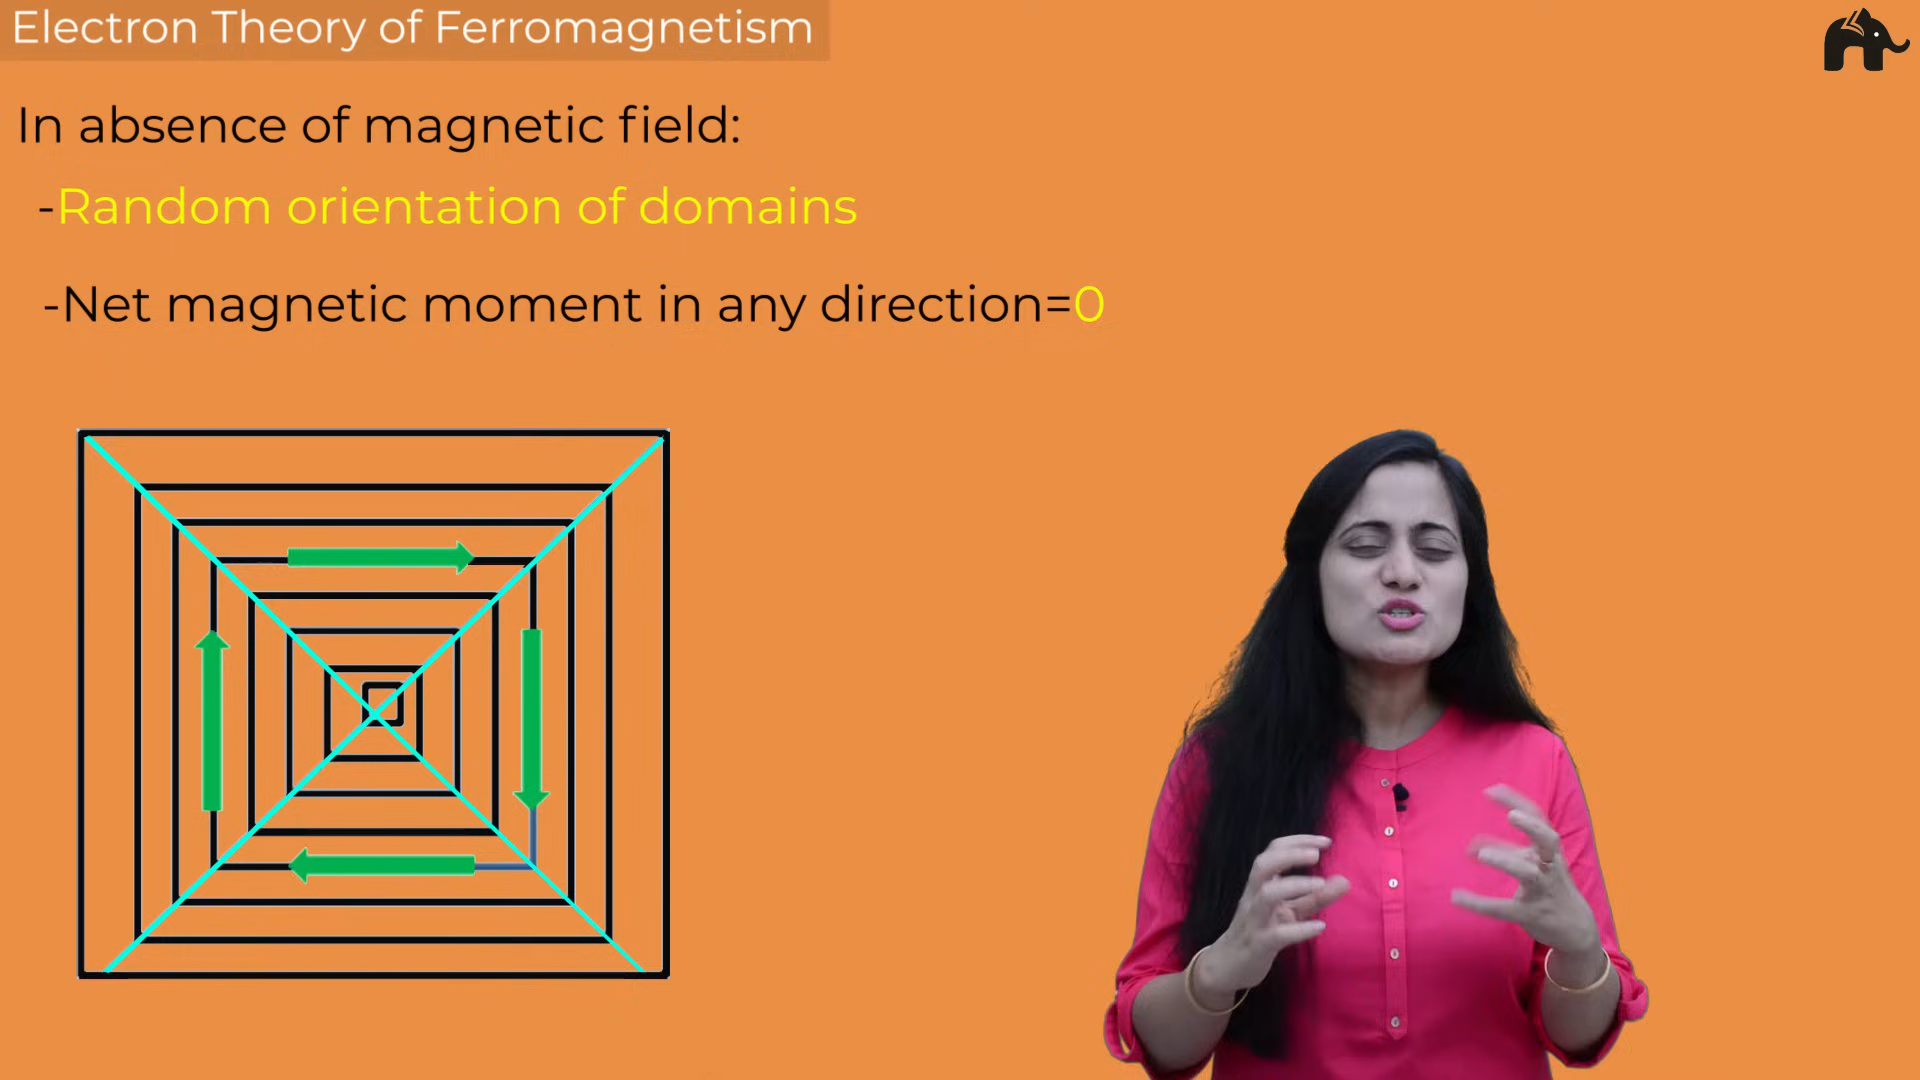 Electron Theory of Ferromagnetism
In absence of magnetic field:
-Random orientation of domains
-Net magnetic moment in any direction=0